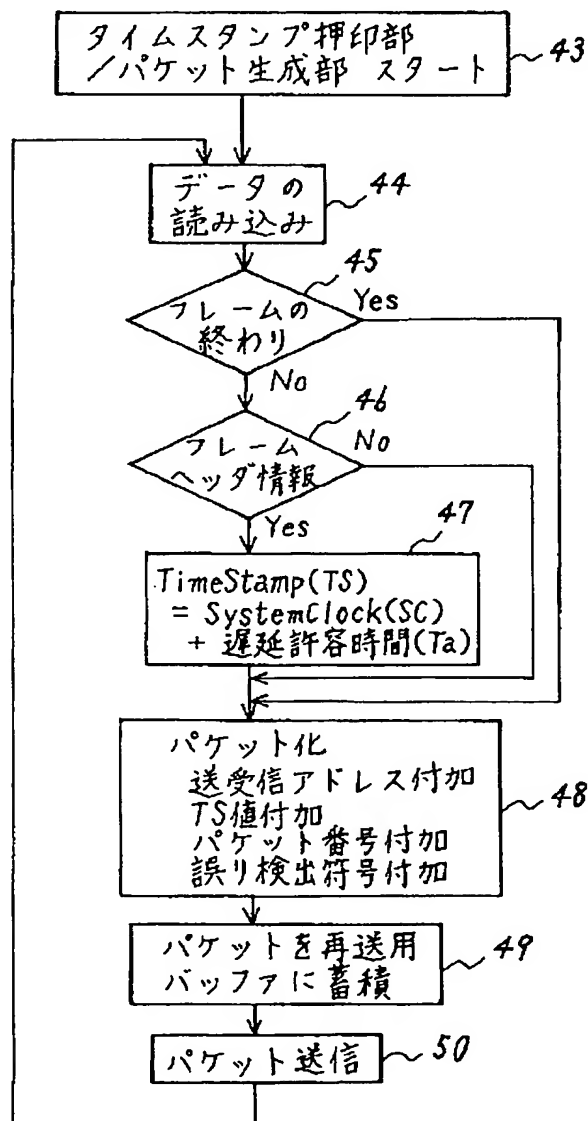 タイムスタンプ押印部
／パケット生成部 スタート
43
データの
読み込み
44
45
フレームの
終わり
Yes
No
46
フレーム
ヘッダ情報
No
Yes
47
TimeStamp(TS)
= SystemClock(SC)
+ 遅延許容時間(Ta)
パケット化
送受信アドレス付加
TS値付加
パケット番号付加
誤り検出符号付加
48
パケットを再送用
バッファに蓄積
49
パケット送信
50